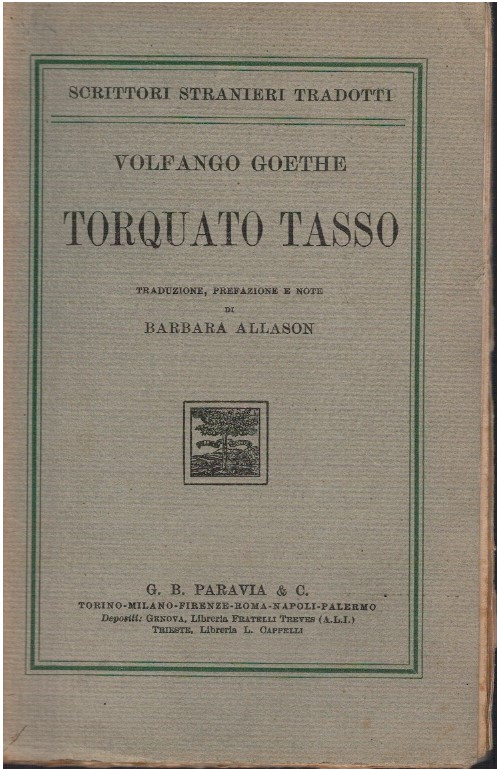 SCRITTORI STRANIERI TRADOTTI
VOLFANGO GOETHE
TORQUATO TASSO
TRADUZIONE, PREFAZIONE E NOTE
DI
BARBARA ALLASON
G. B. PARAVIA & C.
TORINO-MILANO-FIRENZE-ROMA-NAPOLI-PALERMO
Depositi: GENOVA, Libreria FRATELLI TREVES (A.L.I.)
TRIESTE, Libreria L. CAPPELLI